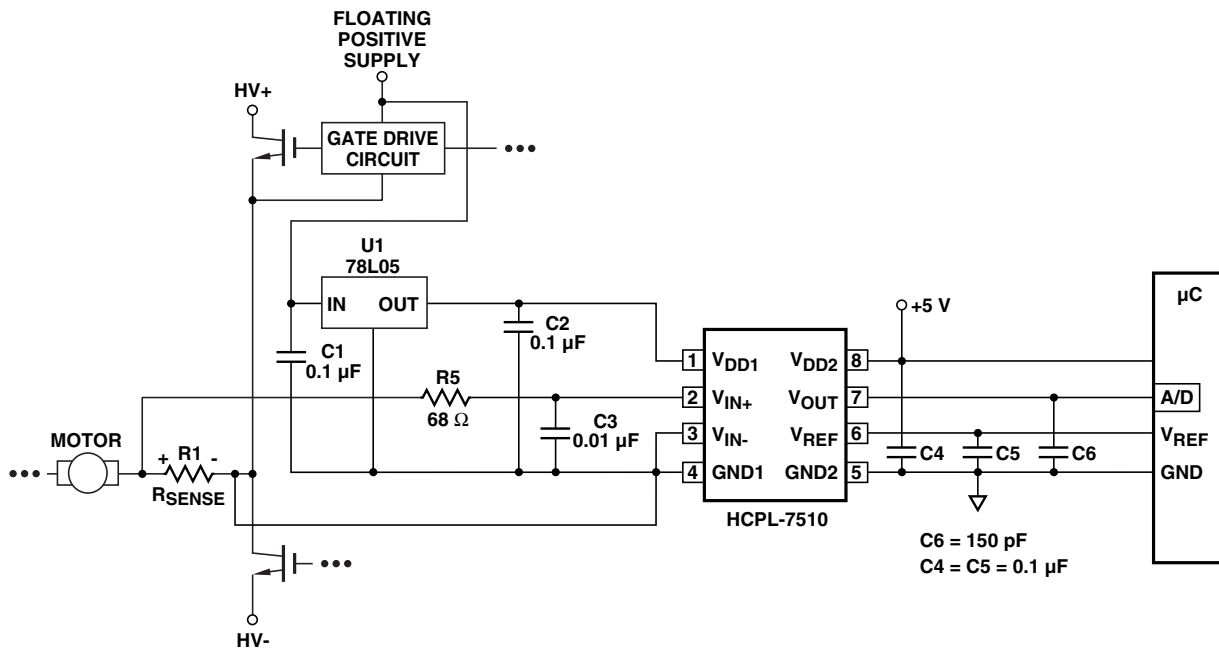 FLOATING
POSITIVE
SUPPLY
HV+
GATE DRIVE
CIRCUIT
•••
U1
78L05
IN OUT
C1
0.1 µF
C2
0.1 µF
R5
68 Ω
C3
0.01 µF
MOTOR
•••
+ R1 -
RSENSE
•••
HV-
1 VDD1
2 VIN+
3 VIN-
4 GND1
VDD2 8
VOUT 7
VREF 6
GND2 5
HCPL-7510
+5 V
C4
C5
C6
C6 = 150 pF
C4 = C5 = 0.1 µF
µC
A/D
VREF
GND